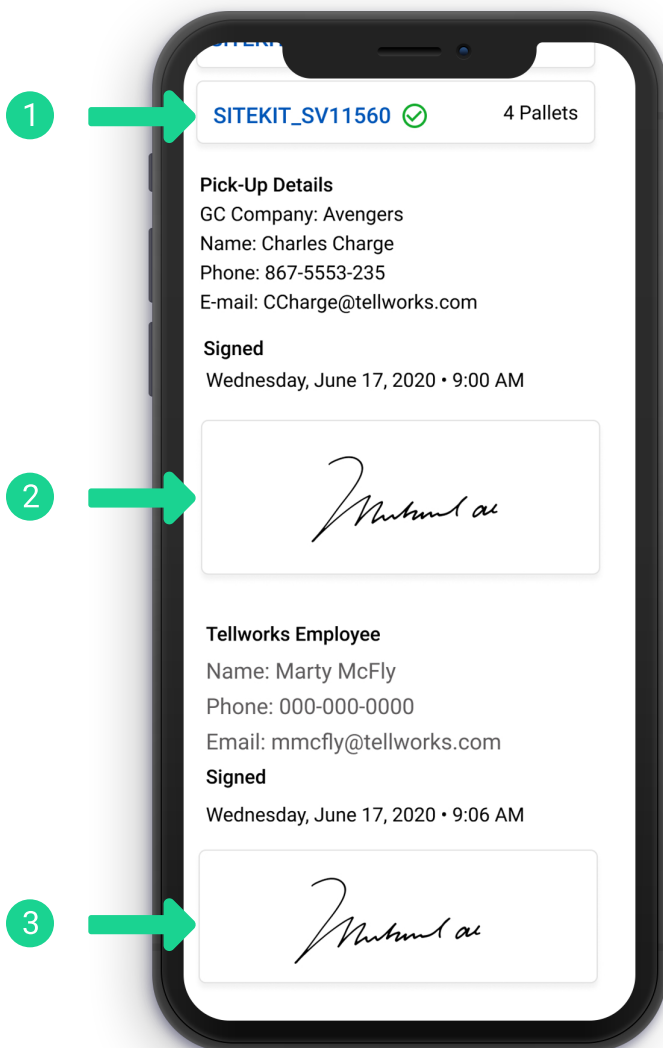 1
SITEKIT_SV11560 4 Pallets
Pick-Up Details
GC Company: Avengers
Name: Charles Charge
Phone: 867-5553-235
E-mail: CCharge@tellworks.com
Signed
Wednesday, June 17, 2020 • 9:00 AM
2
Tellworks Employee
Name: Marty McFly
Phone: 000-000-0000
Email: mmcfly@tellworks.com
Signed
Wednesday, June 17, 2020 • 9:06 AM
3